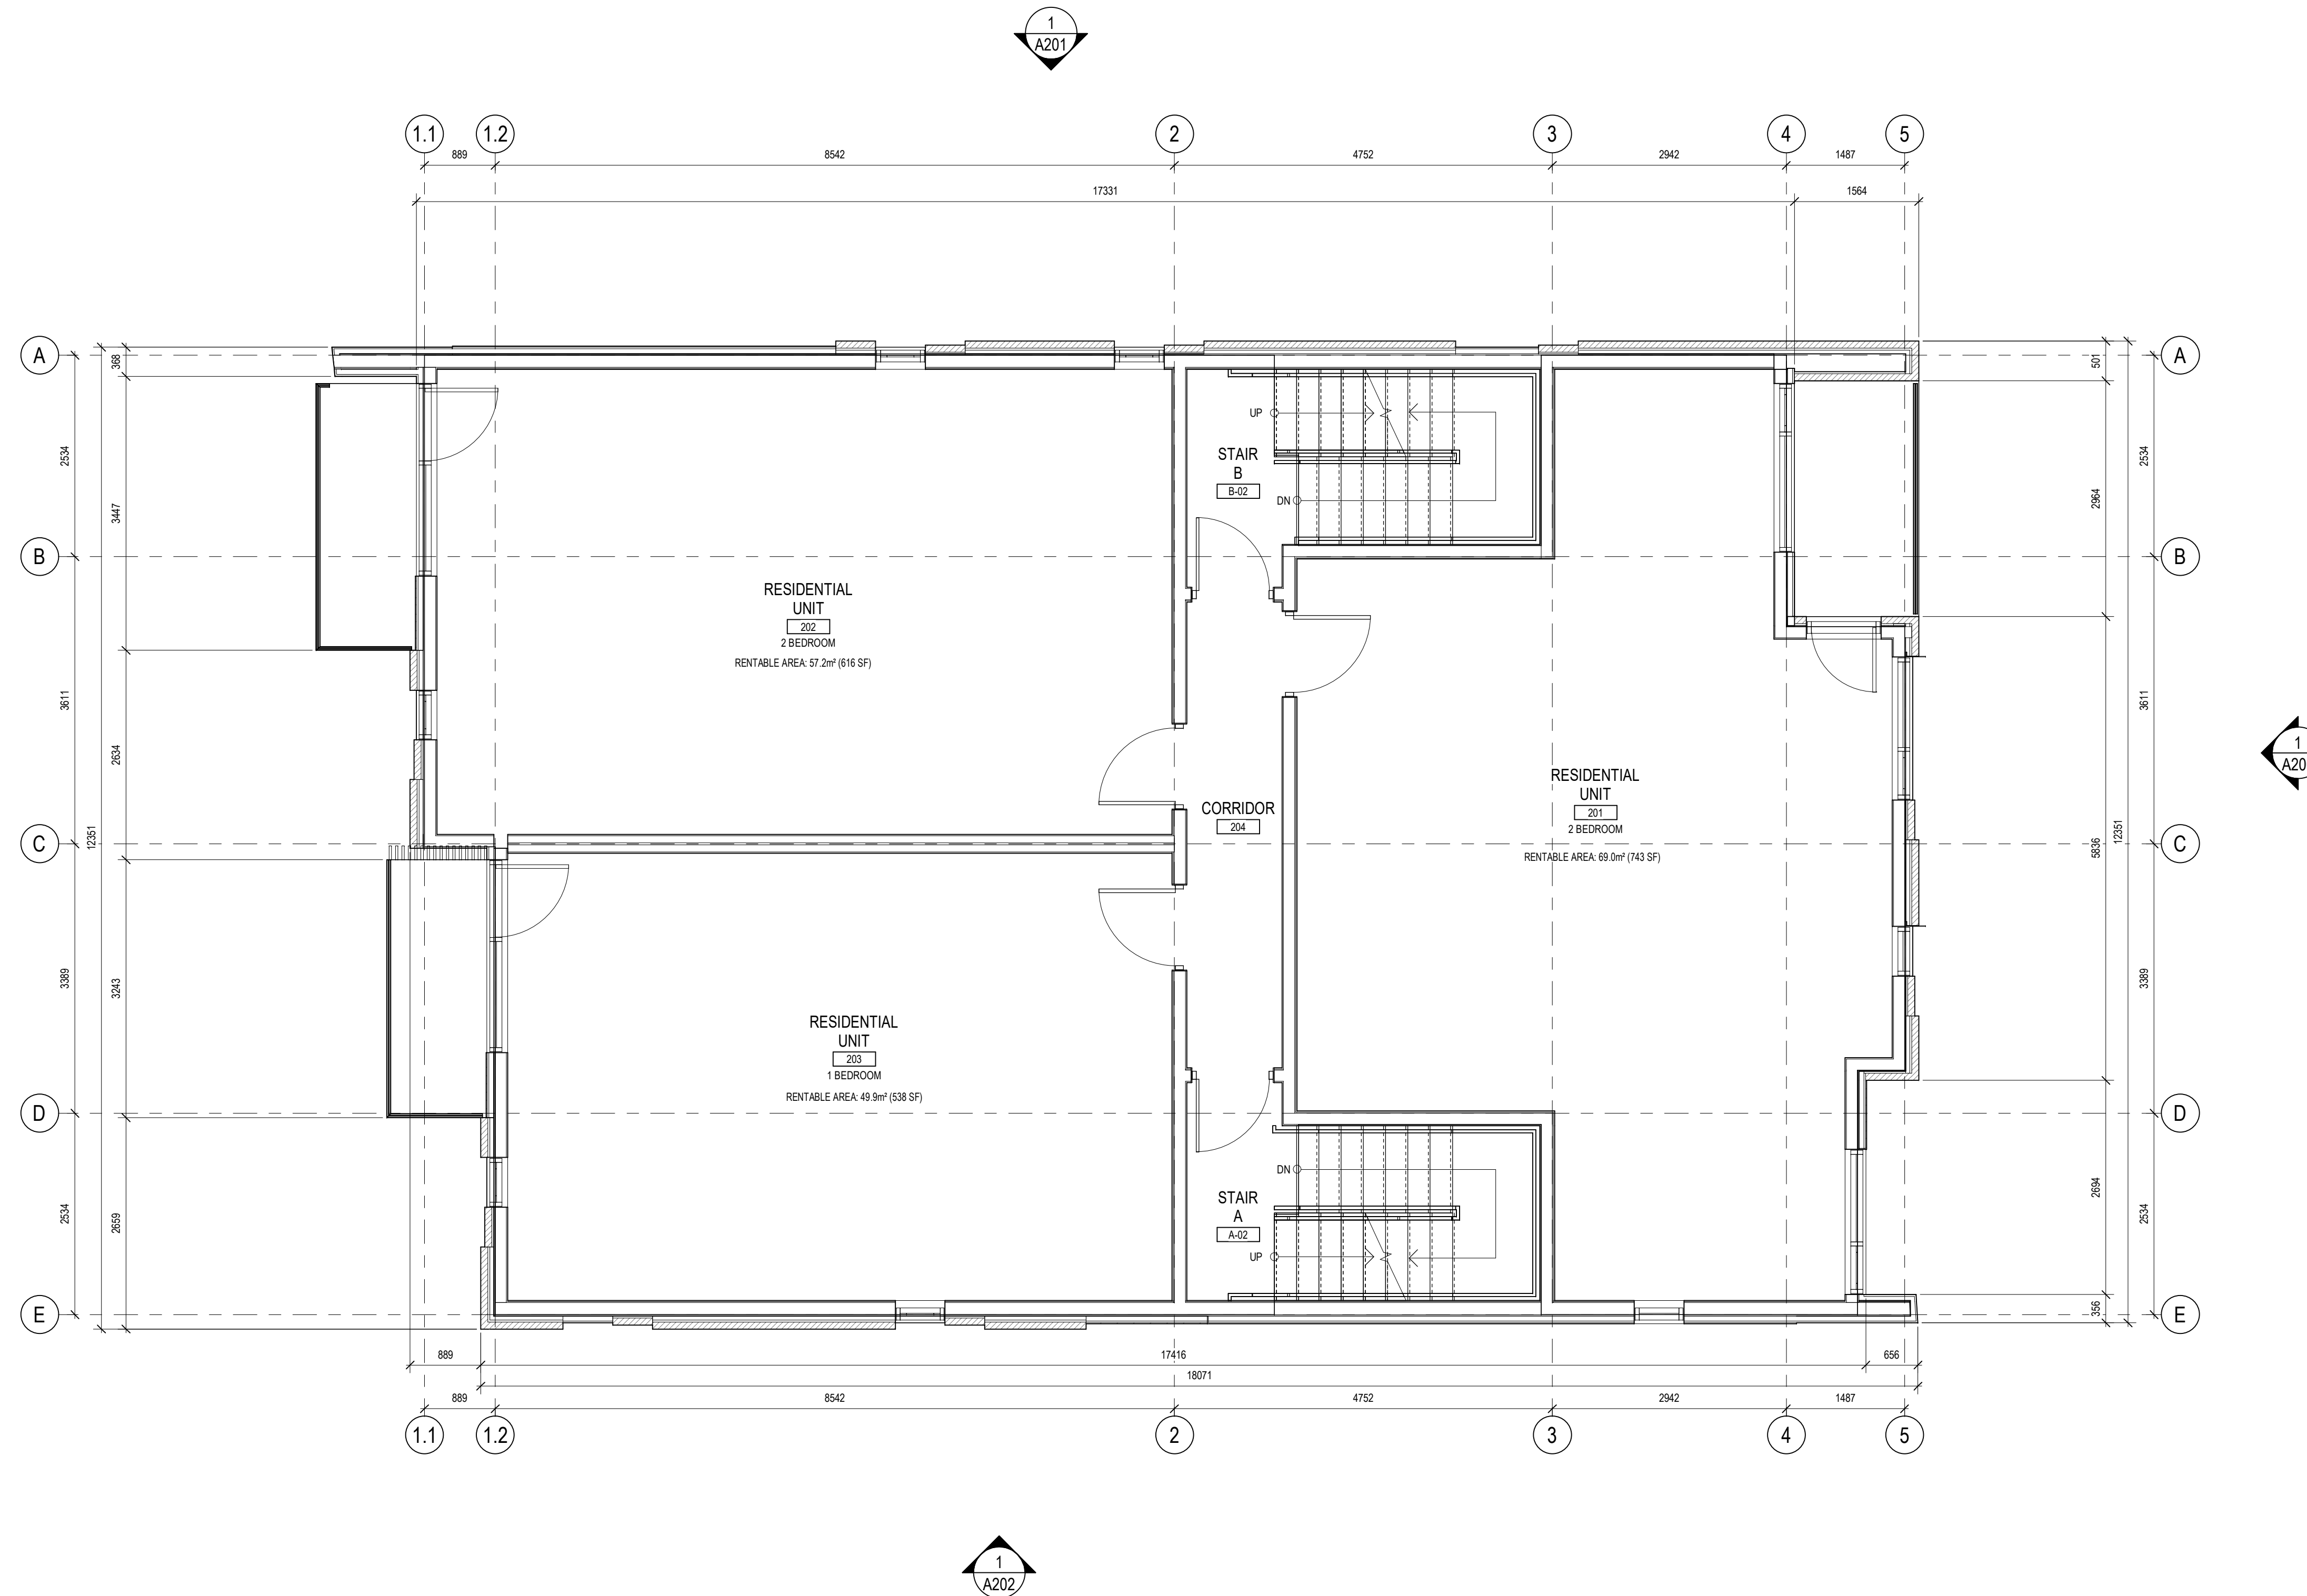 1
A201
1.1
1.2
2
3
4
5
889
8542
4752
2942
1487
17331
1564
A
A
368
501
2534
2534
3447
2964
UP
STAIR
B
B-02
DN
B
B
RESIDENTIAL
UNIT
202
2 BEDROOM
RENTABLE AREA: 57.2m² (616 SF)
3611
3611
2634
1
A20
RESIDENTIAL
UNIT
201
2 BEDROOM
RENTABLE AREA: 69.0m² (743 SF)
CORRIDOR
204
12351
12351
5836
C
C
3389
3389
3243
RESIDENTIAL
UNIT
203
1 BEDROOM
RENTABLE AREA: 49.9m² (538 SF)
D
D
DN
STAIR
A
A-02
UP
2534
2534
2659
2694
356
E
E
889
17416
656
18071
889
8542
4752
2942
1487
1.1
1.2
2
3
4
5
1
A202